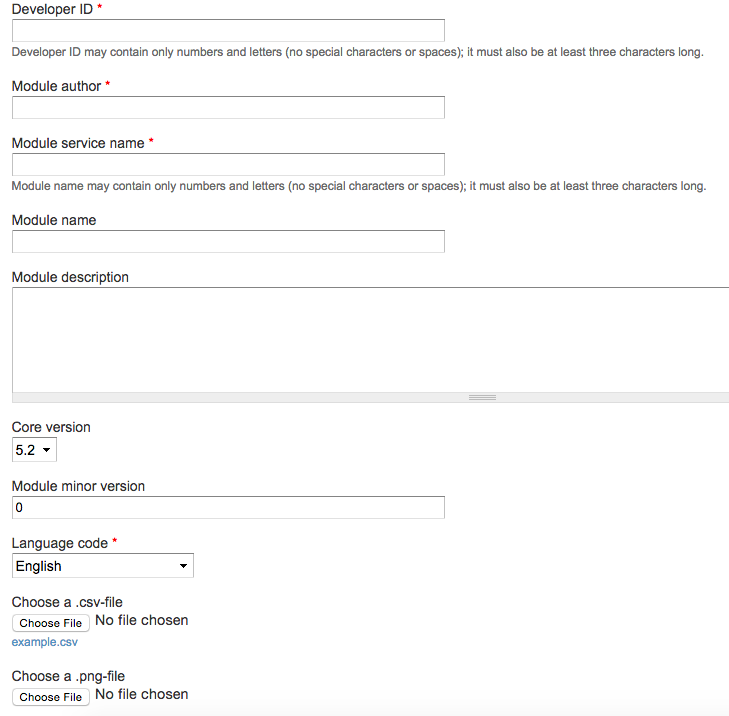 Developer ID *
Developer ID may contain only numbers and letters (no special characters or spaces); it must also be at least three characters long.
Module author *
Module service name *
Module name may contain only numbers and letters (no special characters or spaces); it must also be at least three characters long.
Module name
Module description
Core version
5.2
Module minor version
0
Language code *
English
Choose a .csv-file
Choose File No file chosen
example.csv
Choose a .png-file
Choose File No file chosen